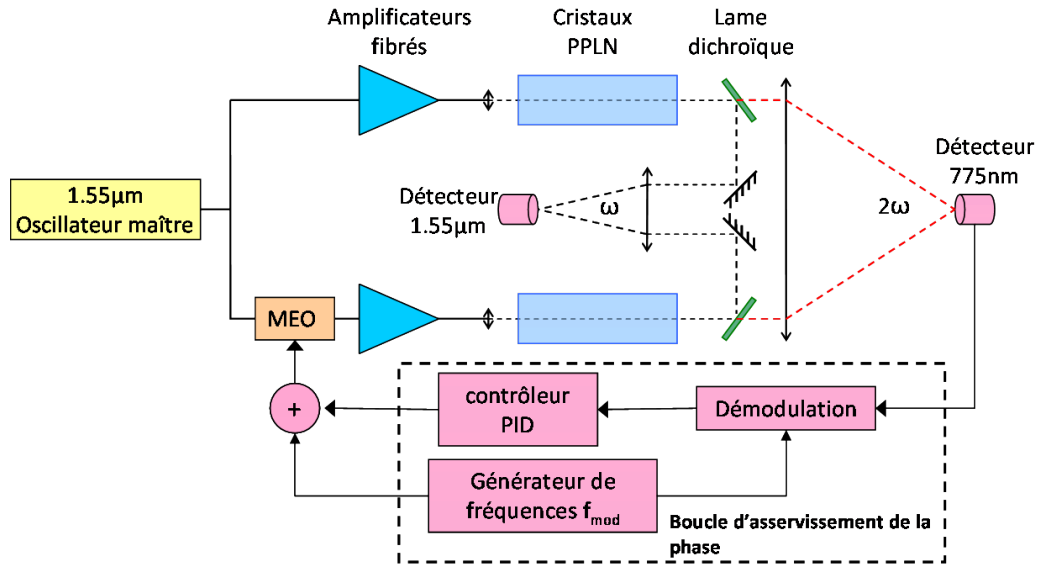 Amplificateurs
fibrés
Cristaux
PPLN
Lame
dichroïque
1.55µm
Oscillateur maître
Détecteur
1.55µm
ω
2ω
Détecteur
775nm
MEO
+
contrôleur
PID
Démodulation
Générateur de
fréquences fmod
Boucle d'asservissement de la
phase